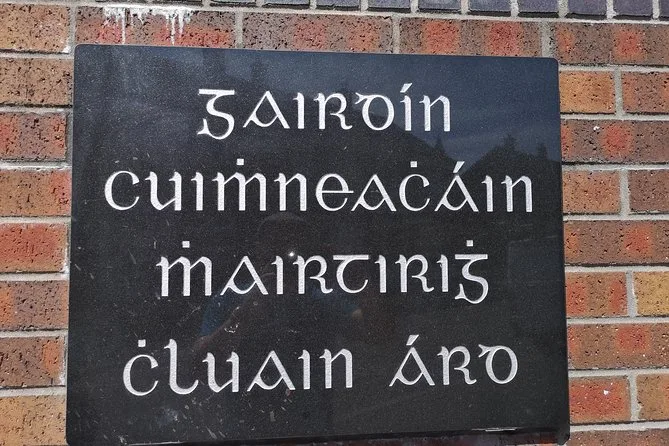 Gairdín
Cuiṁneaċáin
ṁairtiriġ
ċluain árd